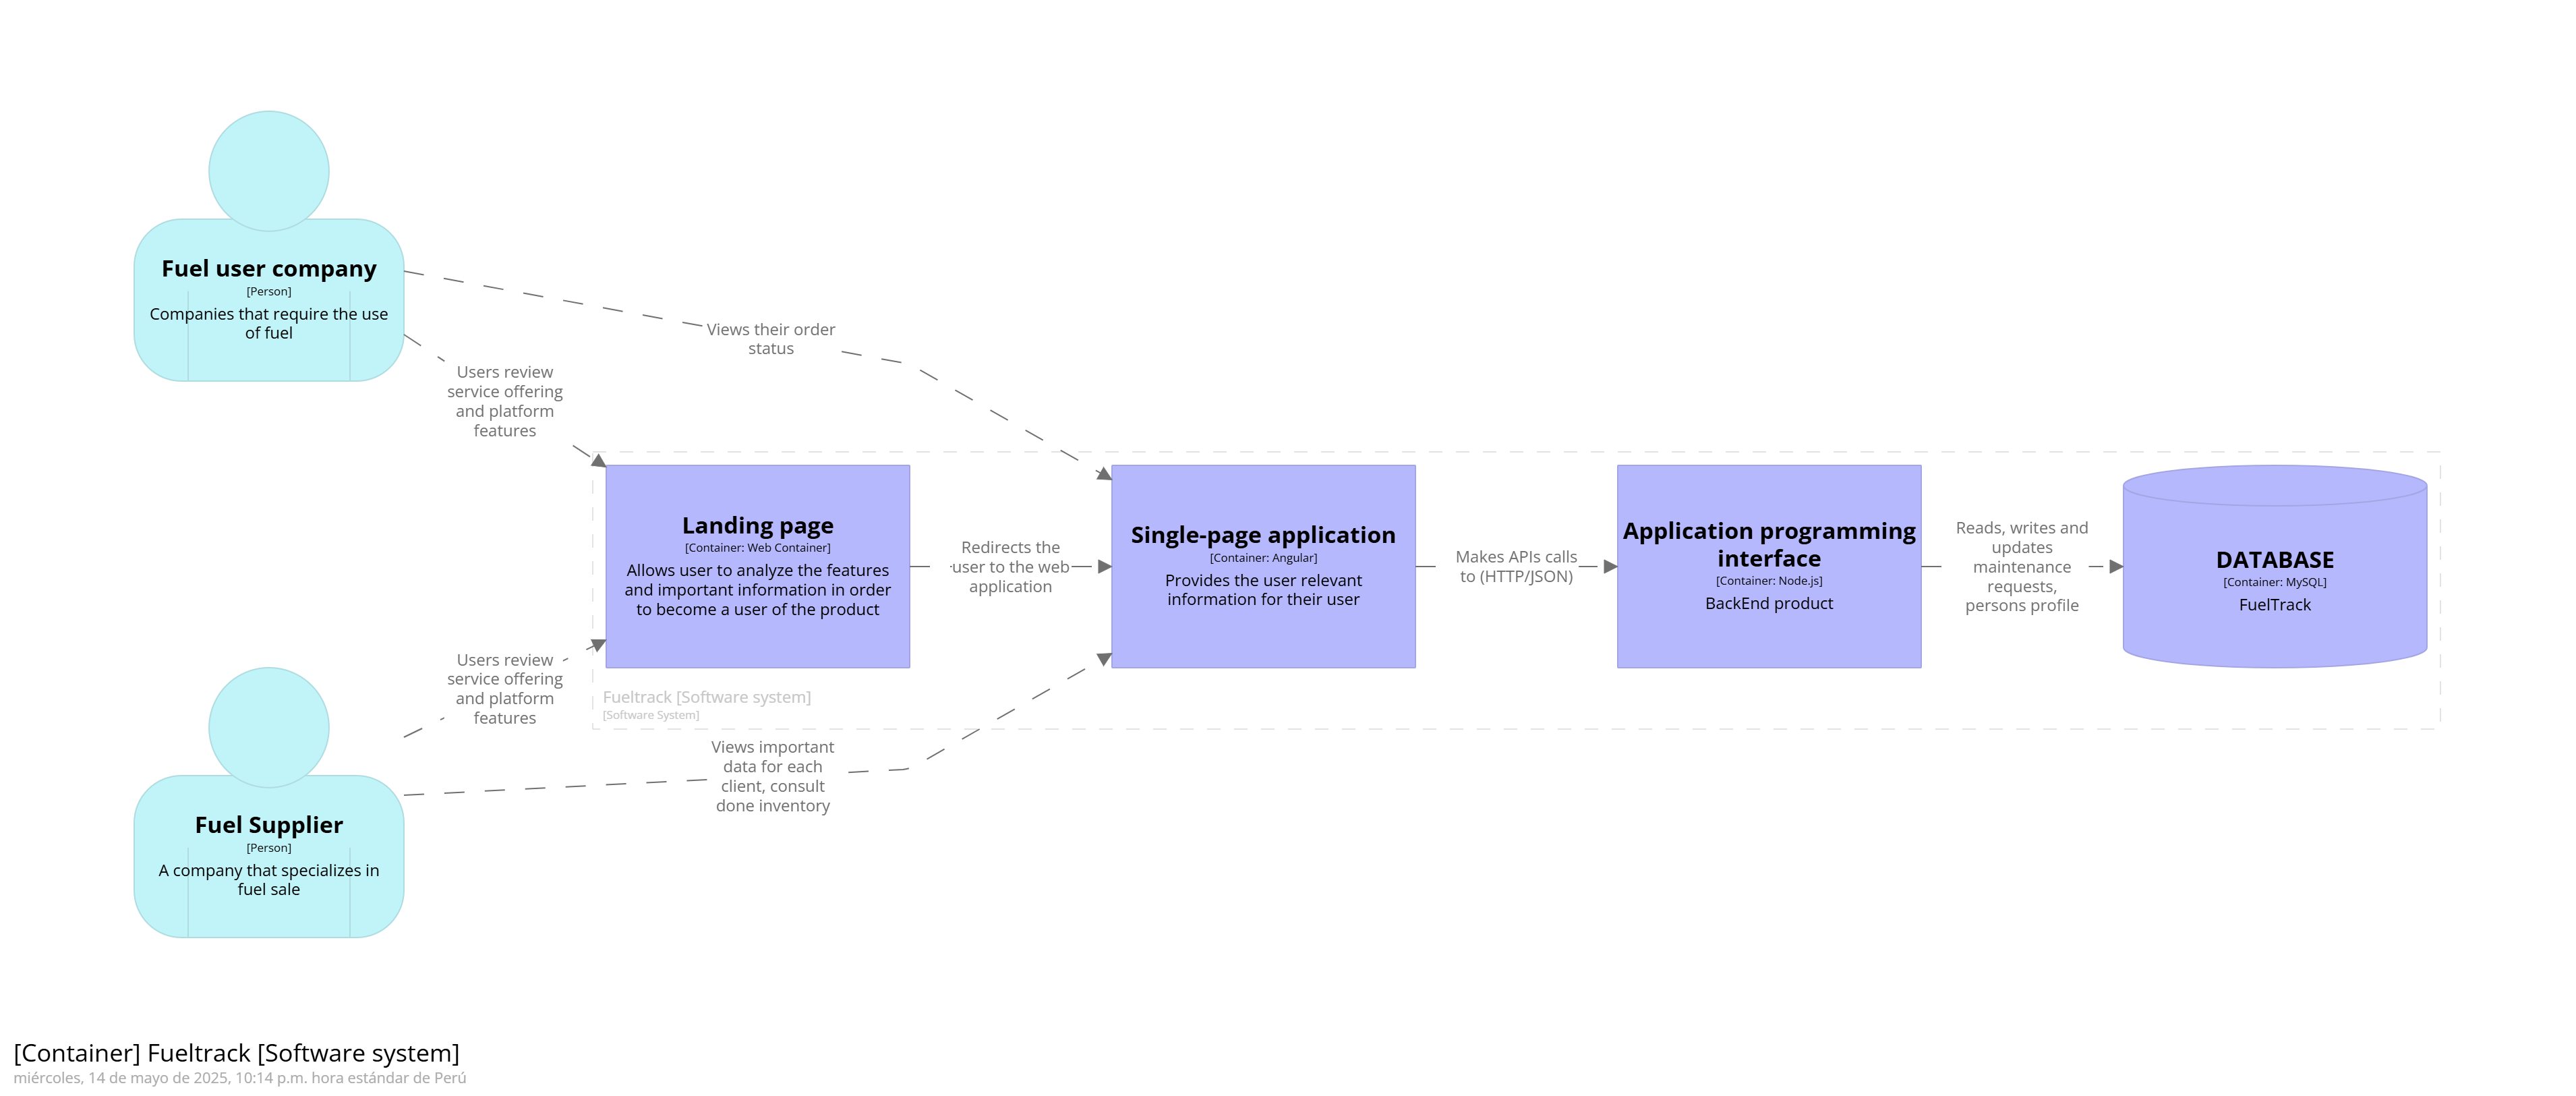 Fuel user company
[Person]
Companies that require the use
of fuel
Views their order
status
Users review
service offering
and platform
features
Landing page
[Container: Web Container]
Allows user to analyze the features
and important information in order
to become a user of the product
Redirects the
user to the web
application
Single-page application
[Container: Angular]
Provides the user relevant
information for their user
Makes APIs calls
to (HTTP/JSON)
Application programming
interface
[Container: Node.js]
BackEnd product
Reads, writes and
updates
maintenance
requests,
persons profile
DATABASE
[Container: MySQL]
FuelTrack
Users review
service offering
and platform
features
Fueltrack [Software system]
[Software System]
Views important
data for each
client, consult
done inventory
Fuel Supplier
[Person]
A company that specializes in
fuel sale
[Container] Fueltrack [Software system]
miércoles, 14 de mayo de 2025, 10:14 p.m. hora estándar de Perú